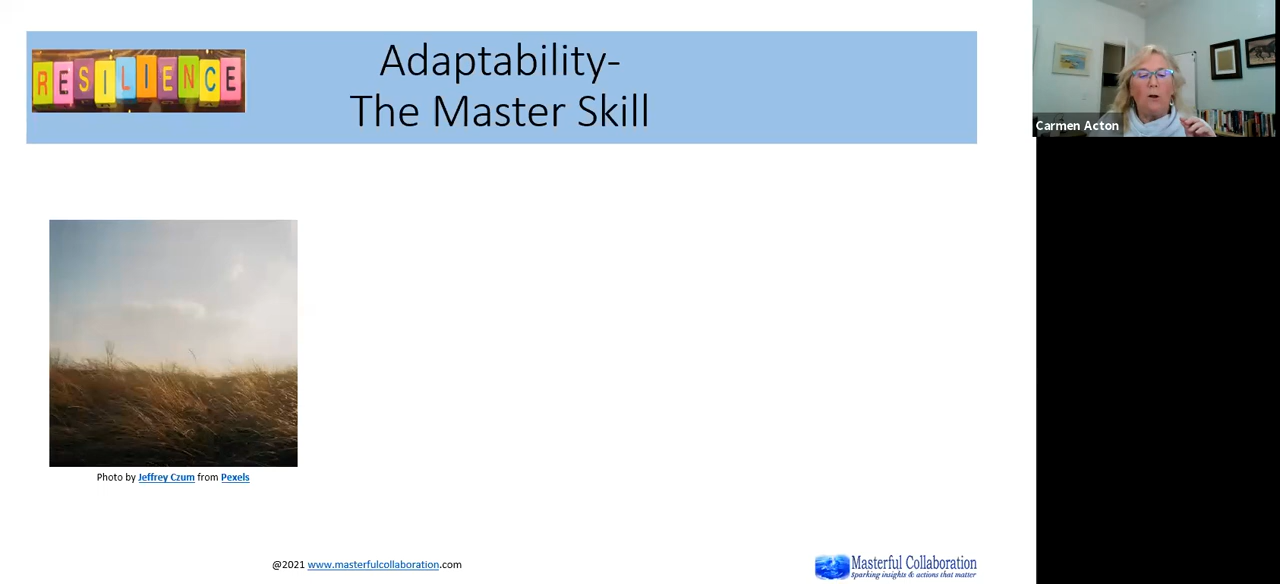 RESILIENCE
Adaptability-
The Master Skill
Carmen Acton
Photo by Jeffrey Czum from Pexels
@2021 www.masterfulcollaboration.com
Masterful Collaboration
sparking insights & actions that matter